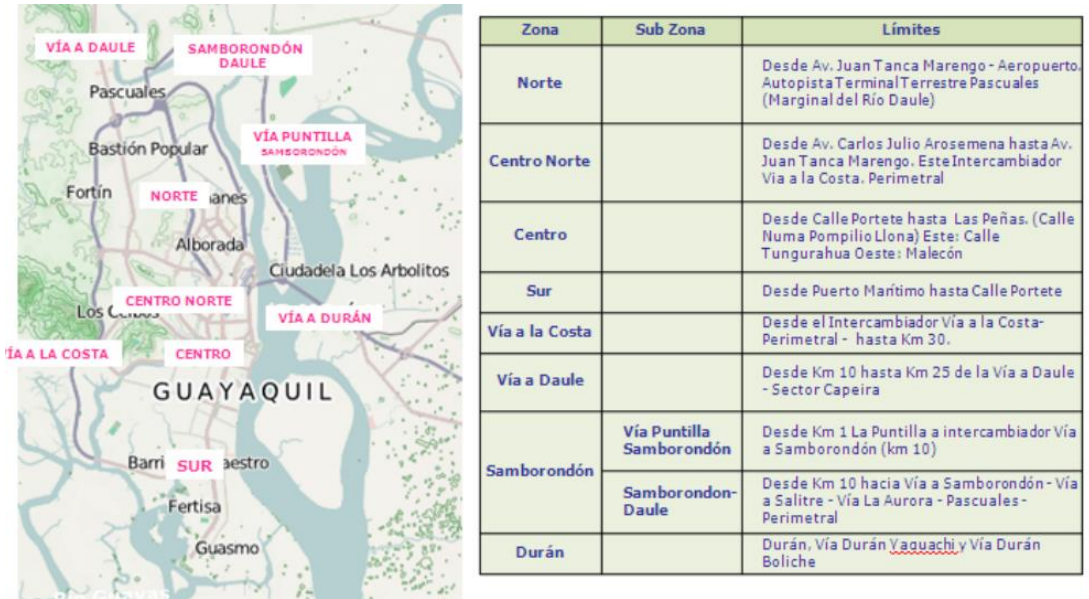 VÍA A DAULE
SAMBORONDÓN
DAULE
Pascuales
VÍA PUNTILLA
SAMBORONDÓN
Bastión Popular
Fortín
NORTE
anes
Alborada
Ciudadela Los Arbolitos
CENTRO NORTE
Los
VÍA A DURÁN
ÍA A LA COSTA
CENTRO
GUAYAQUIL
Barri
SUR
aestro
Fertisa
Guasmo
Zona Sub Zona Límites
Norte
Desde Av. Juan Tanca Marengo - Aeropuerto.
Autopista Terminal Terrestre Pascuales
(Marginal del Río Daule)
Centro Norte
Desde Av. Carlos Julio Arosemena hasta Av.
Juan Tanca Marengo. Este Intercambiador
Via a la Costa. Perimetral
Centro
Desde Calle Portete hasta Las Peñas. (Calle
Numa Pompilio Llona) Este: Calle
Tungurahua Oeste: Malecón
Sur
Desde Puerto Marítimo hasta Calle Portete
Vía a la Costa
Desde el Intercambiador Vía a la Costa-
Perimetral - hasta Km 30.
Vía a Daule
Desde Km 10 hasta Km 25 de la Vía a Daule
- Sector Capeira
Samborondón
Vía Puntilla
Samborondón
Desde Km 1 La Puntilla a intercambiador Vía
a Samborondón (km 10)
Samborondon-
Daule
Desde Km 10 hacia Vía a Samborondón - Vía
a Salitre - Vía La Aurora - Pascuales -
Perimetral
Durán
Durán, Vía Durán Yaguachi y Vía Durán
Boliche